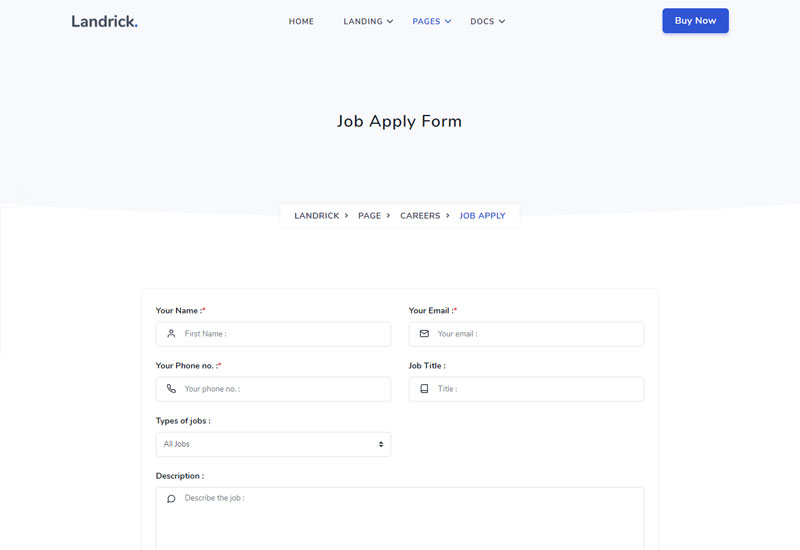 Landrick.
HOME LANDING PAGES DOCS
Buy Now
Job Apply Form
LANDRICK > PAGE > CAREERS > JOB APPLY
Your Name :*
First Name :
Your Email :*
Your email :
Your Phone no. :*
Your phone no. :
Job Title :
Title :
Types of jobs :
All Jobs
Description :
Describe the job :